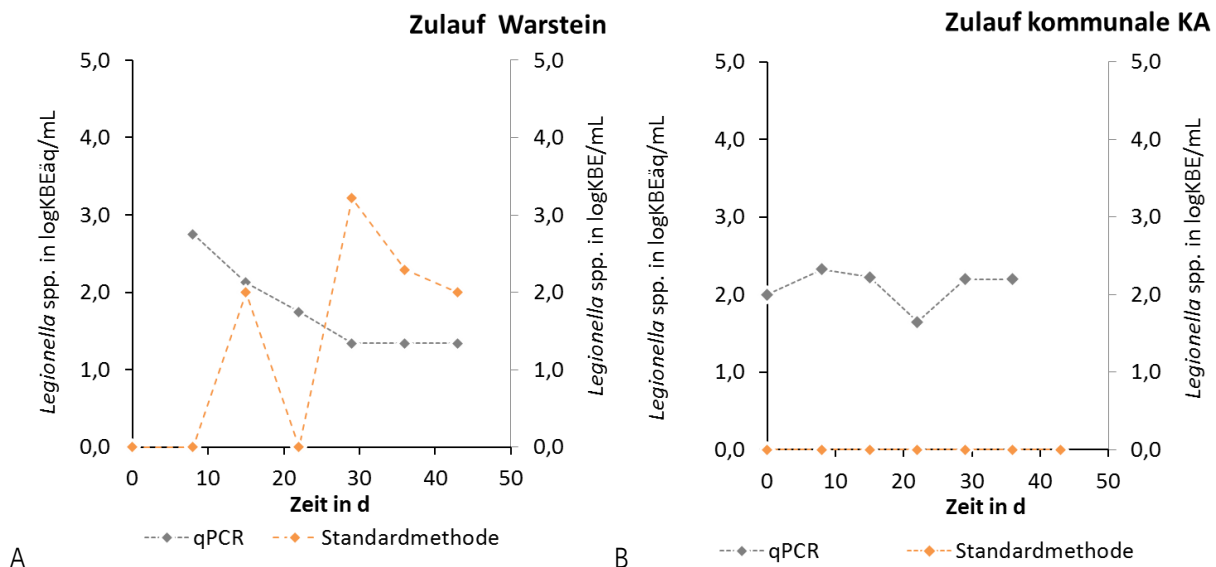 Zulauf Warstein
5,0
4,0
3,0
2,0
1,0
0,0
Legionella spp. in logKBEäq/mL
5,0
4,0
3,0
2,0
1,0
0,0
Legionella spp. in logKBE/mL
0 10 20 30 40 50
Zeit in d
qPCR Standardmethode
A
Zulauf kommunale KA
5,0
4,0
3,0
2,0
1,0
0,0
Legionella spp. in logKBEäq/mL
5,0
4,0
3,0
2,0
1,0
0,0
Legionella spp. in logKBE/mL
0 10 20 30 40 50
Zeit in d
qPCR Standardmethode
B